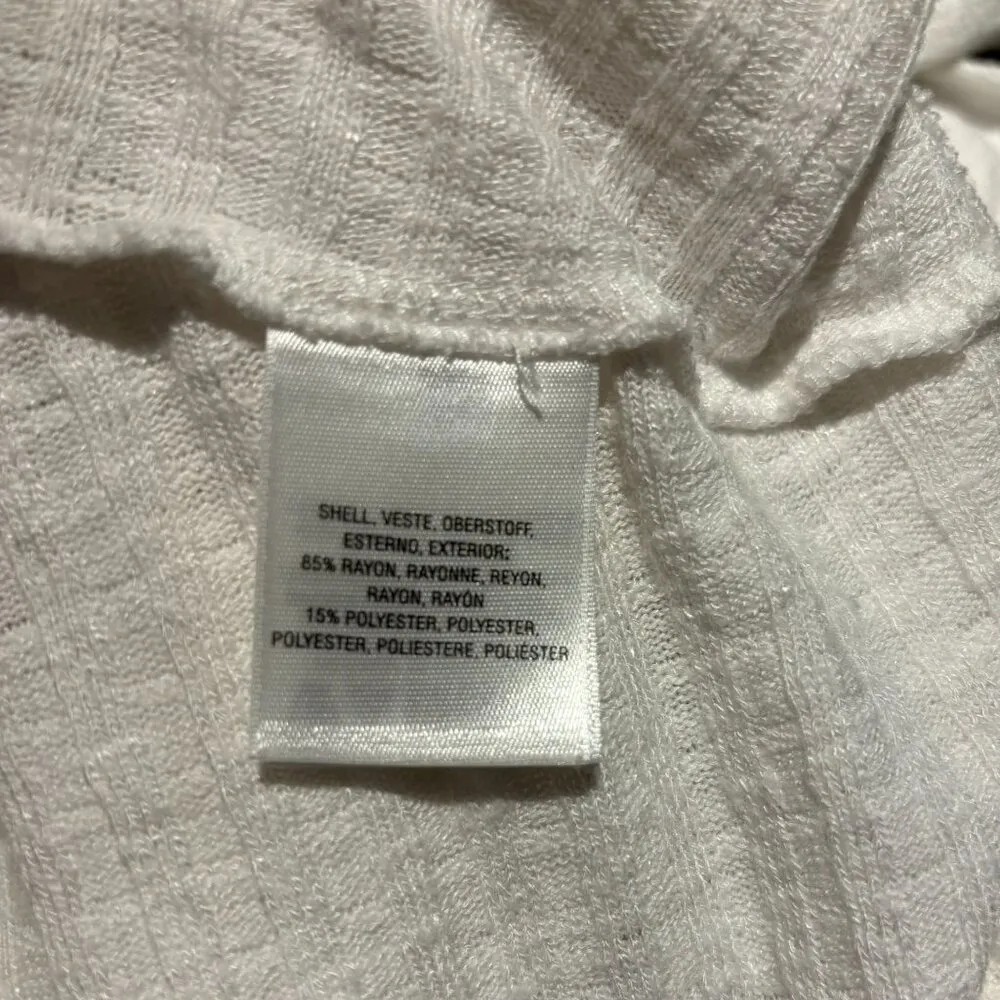 SHELL, VESTE, OBERSTOFF,
ESTERNO, EXTERIOR:
85% RAYON, RAYONNE, REYON,
RAYON, RAYÓN
15% POLYESTER, POLYESTER,
POLYESTER, POLIESTERE, POLIÉSTER